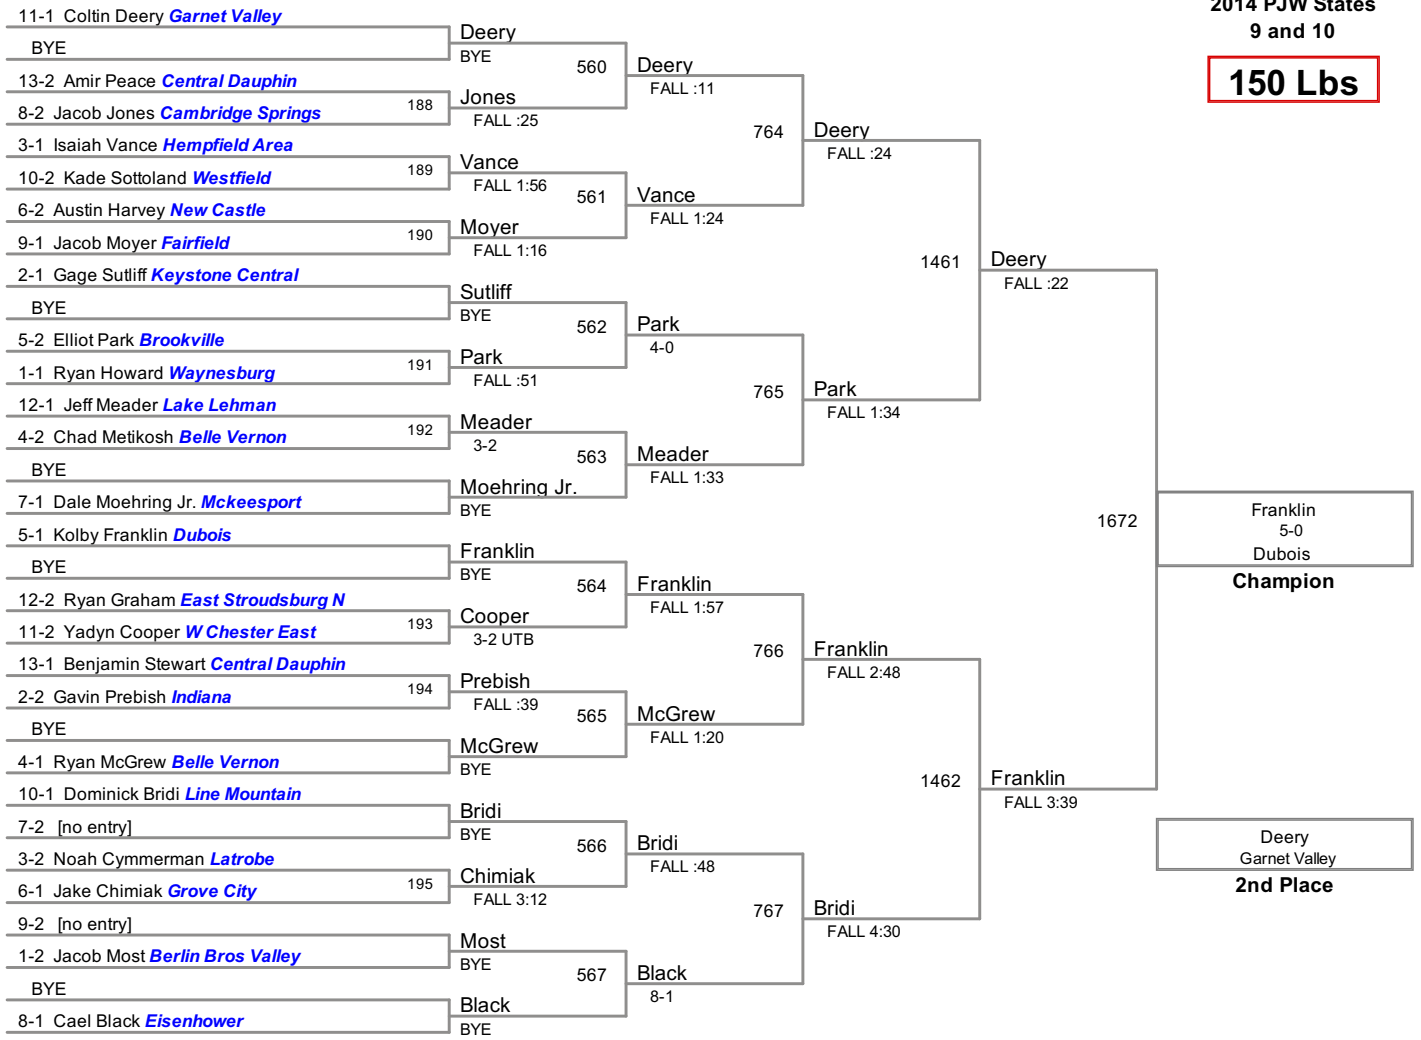 2014 PJW States
9 and 10
150 Lbs
11-1 Coltin Deery Garnet Valley
BYE
13-2 Amir Peace Central Dauphin
8-2 Jacob Jones Cambridge Springs
3-1 Isaiah Vance Hempfield Area
10-2 Kade Sottoland Westfield
6-2 Austin Harvey New Castle
9-1 Jacob Moyer Fairfield
2-1 Gage Sutliff Keystone Central
BYE
5-2 Elliot Park Brookville
1-1 Ryan Howard Waynesburg
12-1 Jeff Meader Lake Lehman
4-2 Chad Metikosh Belle Vernon
BYE
7-1 Dale Moehring Jr. Mckeesport
5-1 Kolby Franklin Dubois
BYE
12-2 Ryan Graham East Stroudsburg N
11-2 Yadyn Cooper W Chester East
13-1 Benjamin Stewart Central Dauphin
2-2 Gavin Prebish Indiana
BYE
4-1 Ryan McGrew Belle Vernon
10-1 Dominick Bridi Line Mountain
7-2 [no entry]
3-2 Noah Cymmerman Latrobe
6-1 Jake Chimiak Grove City
9-2 [no entry]
1-2 Jacob Most Berlin Bros Valley
BYE
8-1 Cael Black Eisenhower
188
189
190
191
192
193
194
195
Deery
BYE
Jones
FALL :25
Vance
FALL 1:56
Moyer
FALL 1:16
Sutliff
BYE
Park
FALL :51
Meader
3-2
Moehring Jr.
BYE
Franklin
BYE
Cooper
3-2 UTB
Prebish
FALL :39
McGrew
BYE
Bridi
BYE
Chimiak
FALL 3:12
Most
BYE
Black
BYE
560
561
562
563
564
565
566
567
Deery
FALL :11
Vance
FALL 1:24
Park
4-0
Meader
FALL 1:33
Franklin
FALL 1:57
McGrew
FALL 1:20
Bridi
FALL :48
Black
8-1
764
765
766
767
Deery
FALL :24
Park
FALL 1:34
Franklin
FALL 2:48
Bridi
FALL 4:30
1461
1462
Deery
FALL :22
Franklin
FALL 3:39
1672
Franklin
5-0
Dubois
Champion
Deery
Garnet Valley
2nd Place